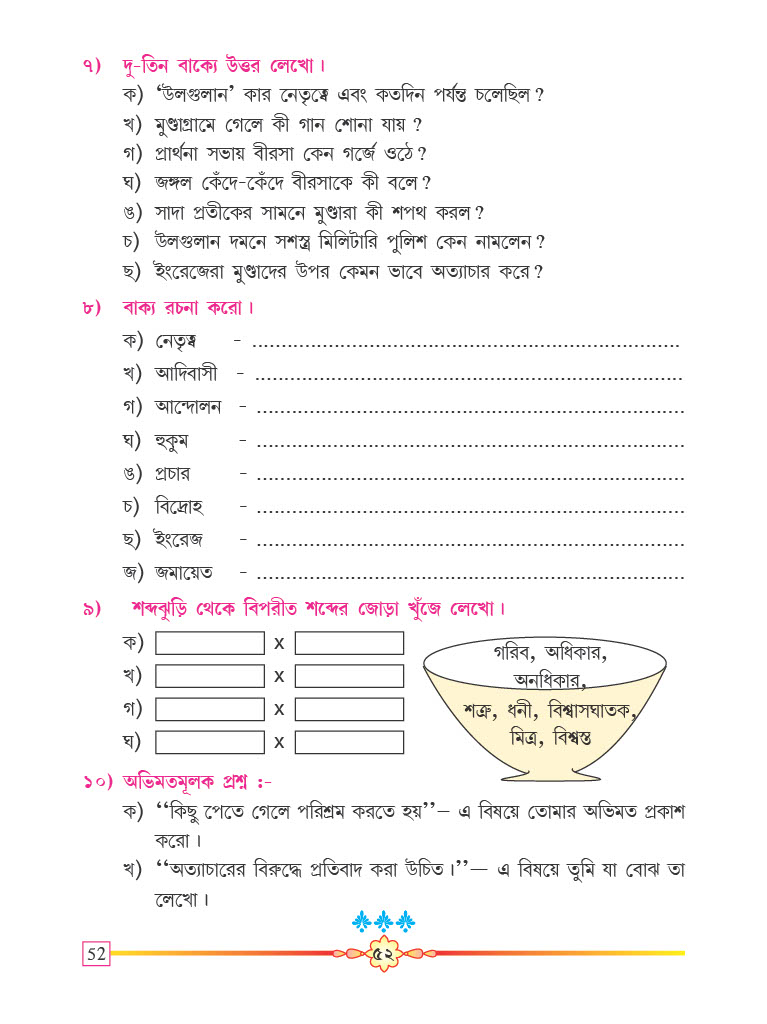 ৭) দু-তিন বাক্যে উত্তর লেখো।
ক) ‘উলগুলান’ কার নেতৃত্বে এবং কতদিন পর্যন্ত চলেছিল?
খ) মুণ্ডাগ্রামে গেলে কী গান শোনা যায়?
গ) প্রার্থনা সভায় বীরসা কেন গর্জে ওঠে?
ঘ) জঙ্গল কেঁদে-কেঁদে বীরসাকে কী বলে?
ঙ) সাদা প্রতীকের সামনে মুণ্ডারা কী শপথ করল?
চ) উলগুলান দমনে সশস্ত্র মিলিটারি পুলিশ কেন নামলেন?
ছ) ইংরেজেরা মুণ্ডাদের উপর কেমন ভাবে অত্যাচার করে?
৮) বাক্য রচনা করো।
ক) নেতৃত্ব - ..........................................................................
খ) আদিবাসী - ..........................................................................
গ) আন্দোলন - ..........................................................................
ঘ) হুকুম - ..........................................................................
ঙ) প্রচার - ..........................................................................
চ) বিদ্রোহ - ..........................................................................
ছ) ইংরেজ - ..........................................................................
জ) জমায়েত - ..........................................................................
৯) শব্দঝুড়ি থেকে বিপরীত শব্দের জোড়া খুঁজে লেখো।
ক) x
খ) x
গ) x
ঘ) x
গরিব, অধিকার,
অনধিকার,
শত্রু, ধনী, বিশ্বাসঘাতক,
মিত্র, বিশ্বস্ত
১০) অভিমতমূলক প্রশ্ন :-
ক) ‘‘কিছু পেতে গেলে পরিশ্রম করতে হয়’’– এ বিষয়ে তোমার অভিমত প্রকাশ
করো।
খ) ‘‘অত্যাচারের বিরুদ্ধে প্রতিবাদ করা উচিত।’’— এ বিষয়ে তুমি যা বোঝ তা
লেখো।
52
৫২